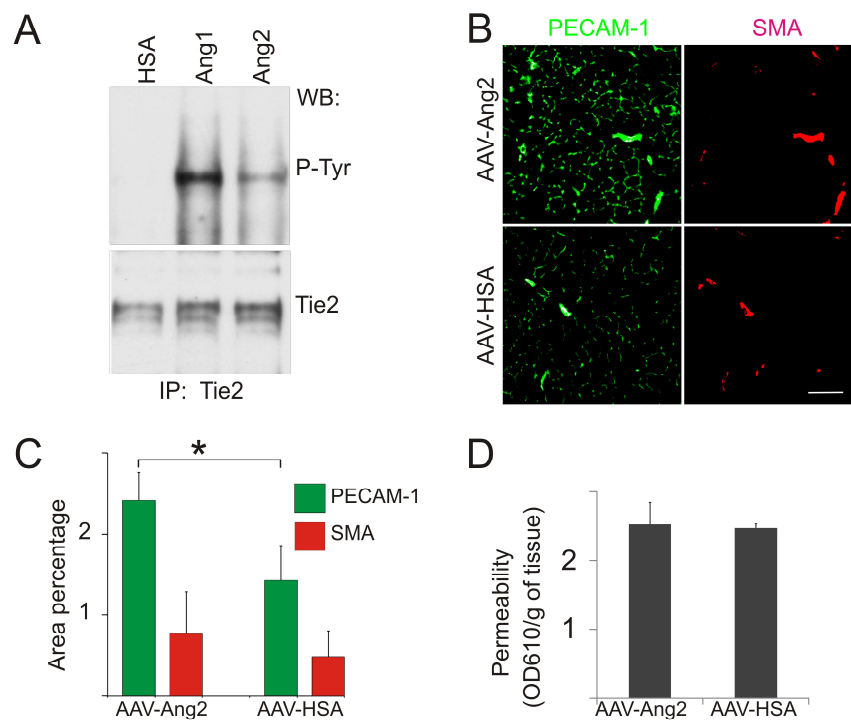 A
HSA
Ang1
Ang2
WB:
P-Tyr
Tie2
IP: Tie2
B
PECAM-1
SMA
AAV-Ang2
AAV-HSA
C
*
PECAM-1
SMA
Area percentage
2
1
AAV-Ang2
AAV-HSA
D
Permeability
(OD610/g of tissue)
2
1
AAV-Ang2
AAV-HSA